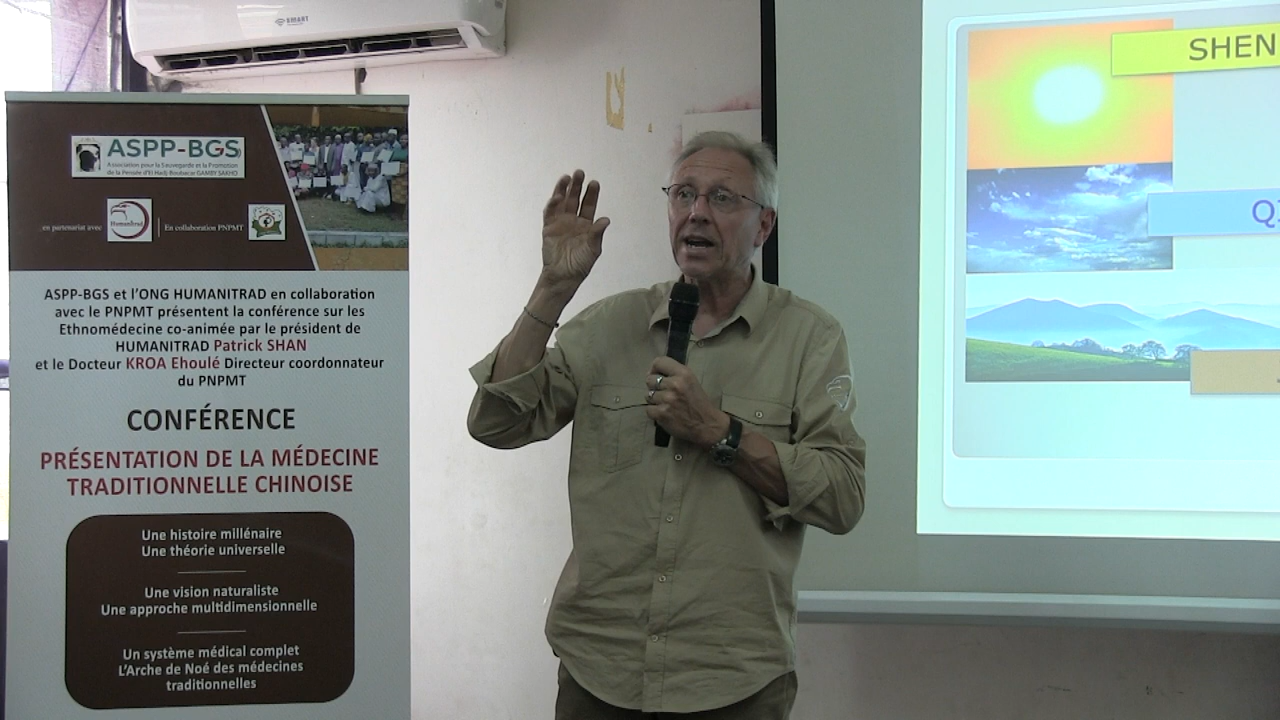 SMART
ASPP-BGS
Association pour la Sauvegarde et la Promotion
de la Pensée d'El Hadj Boubacar GAMBY SAKHO
en partenariat avec
Humanitrad
En collaboration PNPMT
ASPP-BGS et l'ONG HUMANITRAD en collaboration
avec le PNPMT présentent la conférence sur les
Ethnomédecine co-animée par le président de
HUMANITRAD Patrick SHAN
et le Docteur KROA Ehoulé Directeur coordonnateur
du PNPMT
CONFÉRENCE
PRÉSENTATION DE LA MÉDECINE
TRADITIONNELLE CHINOISE
Une histoire millénaire
Une théorie universelle
Une vision naturaliste
Une approche multidimensionnelle
Un système médical complet
L'Arche de Noé des médecines
traditionnelles
SHEN